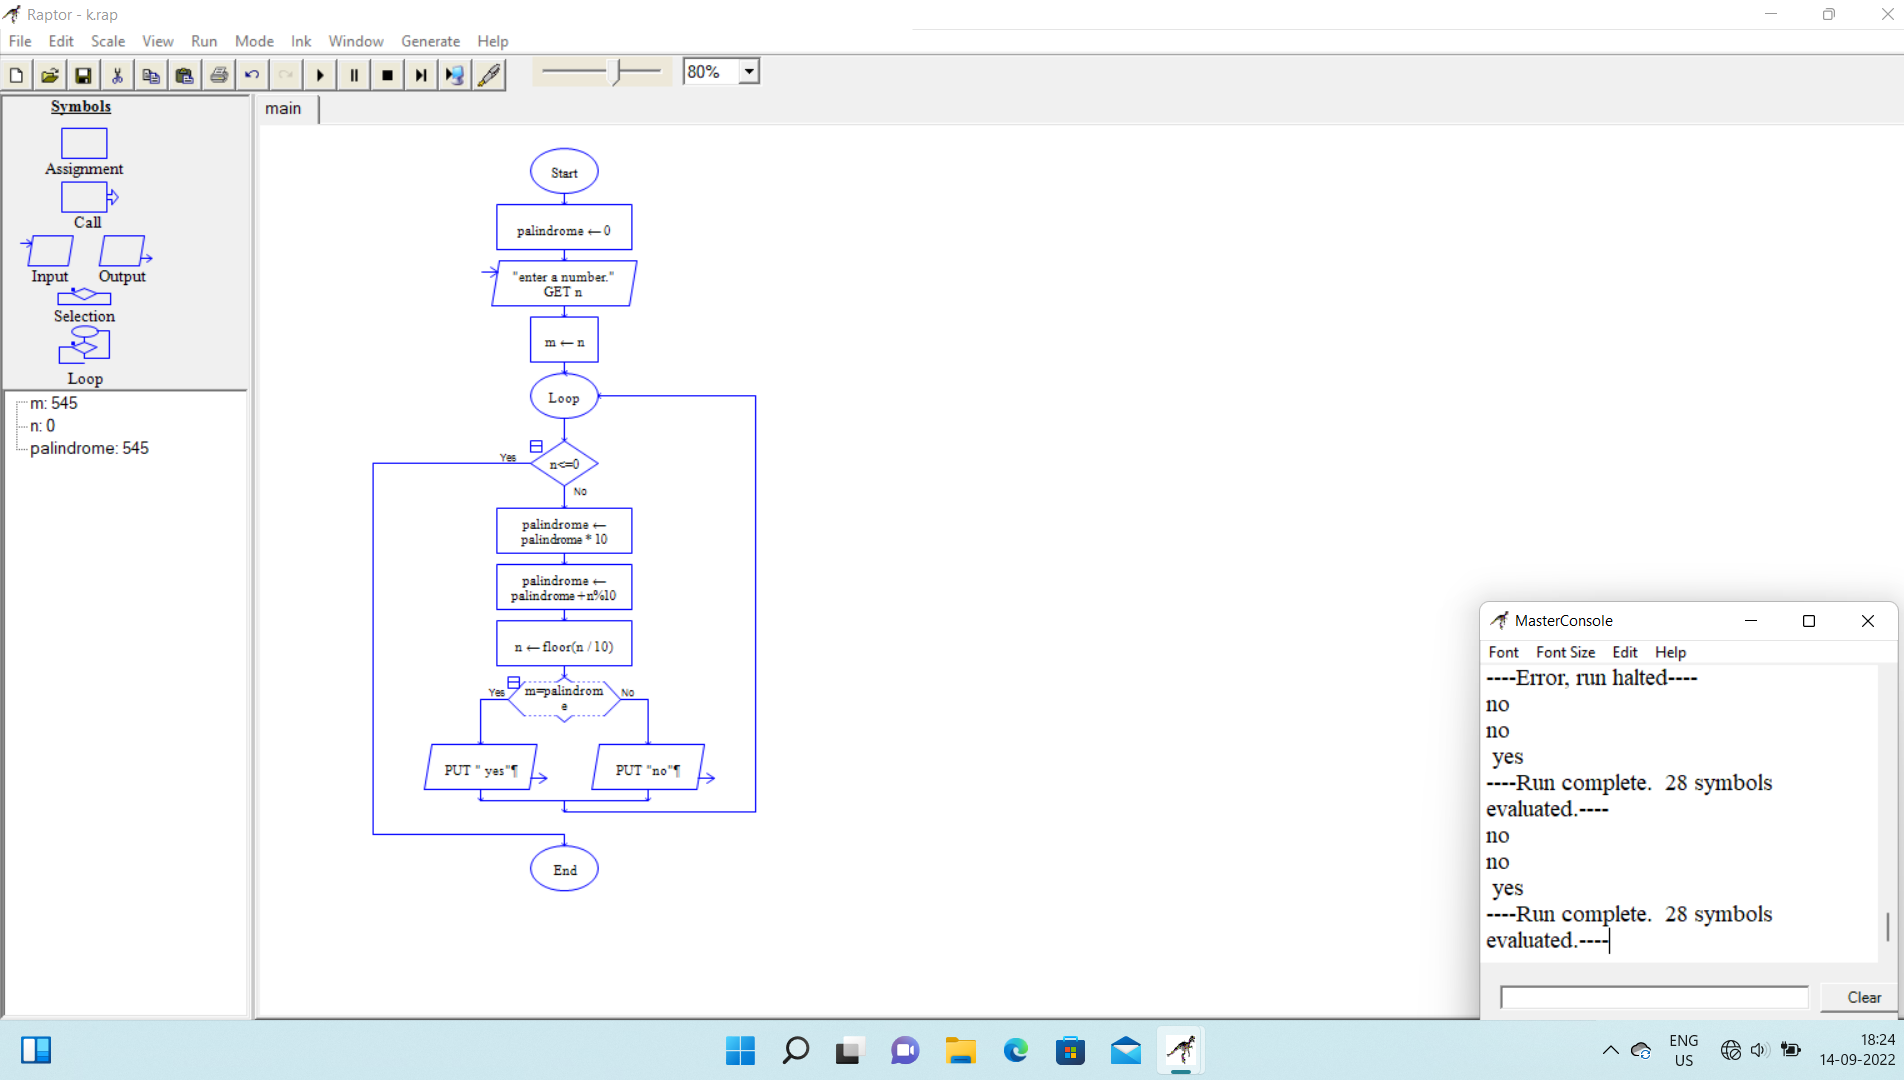 Raptor - k.rap
File Edit Scale View Run Mode Ink Window Generate Help
80%
Symbols
Assignment
Call
Input Output
Selection
Loop
m: 545
n: 0
palindrome: 545
main
Start
palindrome ← 0
"enter a number."
GET n
m ← n
Loop
Yes
n<=0
No
palindrome ←
palindrome * 10
palindrome ←
palindrome +n%10
n ← floor(n / 10)
Yes
m=palindrom
e
No
PUT " yes"¶
PUT "no"¶
End
MasterConsole
Font Font Size Edit Help
----Error, run halted----
no
no
yes
----Run complete. 28 symbols
evaluated.----
no
no
yes
----Run complete. 28 symbols
evaluated.----
Clear
ENG
US
18:24
14-09-2022